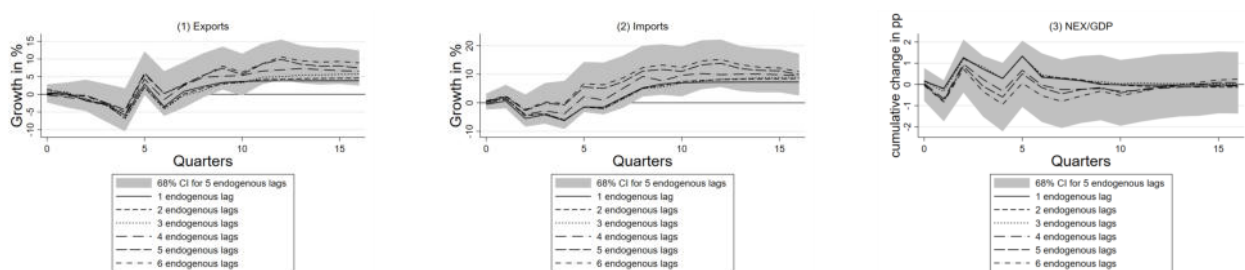 (1) Exports
Growth in %
-10 -5 0 5 10 15
0 5 10 15
Quarters
68% CI for 5 endogenous lags
1 endogenous lag
2 endogenous lags
3 endogenous lags
4 endogenous lags
5 endogenous lags
6 endogenous lags
(2) Imports
Growth in %
-10 0 10 20
0 5 10 15
Quarters
68% CI for 5 endogenous lags
1 endogenous lag
2 endogenous lags
3 endogenous lags
4 endogenous lags
5 endogenous lags
6 endogenous lags
(3) NEX/GDP
cumulative change in pp
-2 -1 0 1 2
0 5 10 15
Quarters
68% CI for 5 endogenous lags
1 endogenous lag
2 endogenous lags
3 endogenous lags
4 endogenous lags
5 endogenous lags
6 endogenous lags